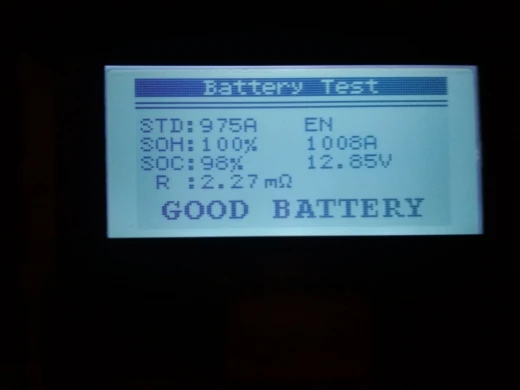 Battery Test
STD:975A EN
SOH:100% 1008A
SOC:98% 12.85V
R :2.27mΩ
GOOD BATTERY